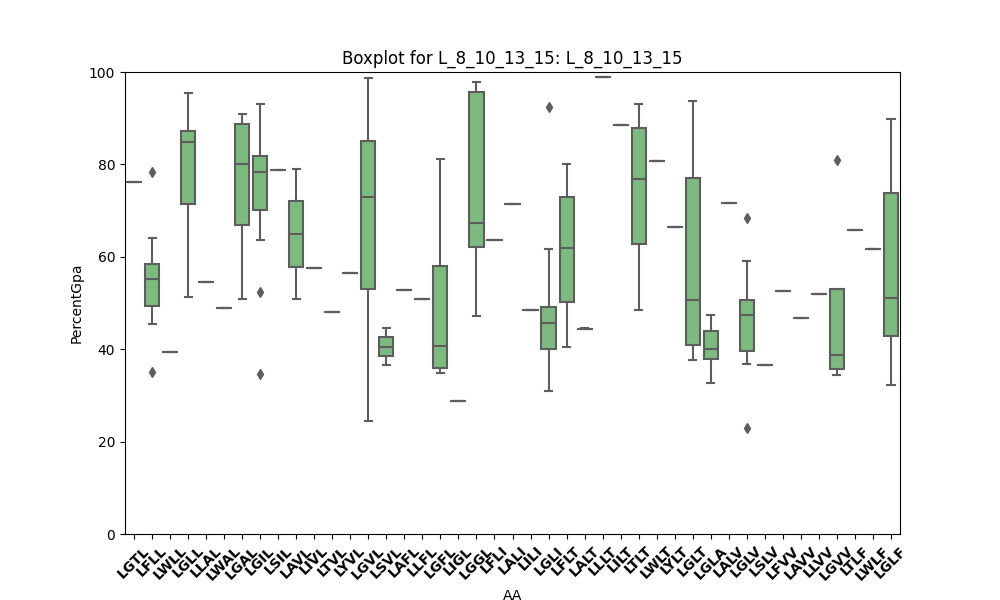 Boxplot for L_8_10_13_15: L_8_10_13_15
PercentGpa
100
80
60
40
20
0
LGTL
LFLL
LWLL
LGLL
LLAL
LWAL
LGAL
LGIL
LSIL
LAVL
LIVL
LTVL
LYVL
LGVL
LSVL
LAFL
LLFL
LGFL
LIGL
LGGL
LFLI
LALI
LILI
LGLI
LFLT
LALT
LLLT
LILT
LTLT
LWLT
LYLT
LGLT
LGLA
LALV
LGLV
LSLV
LFVV
LAVV
LLVV
LGVV
LTLF
LWLF
LGLF
AA